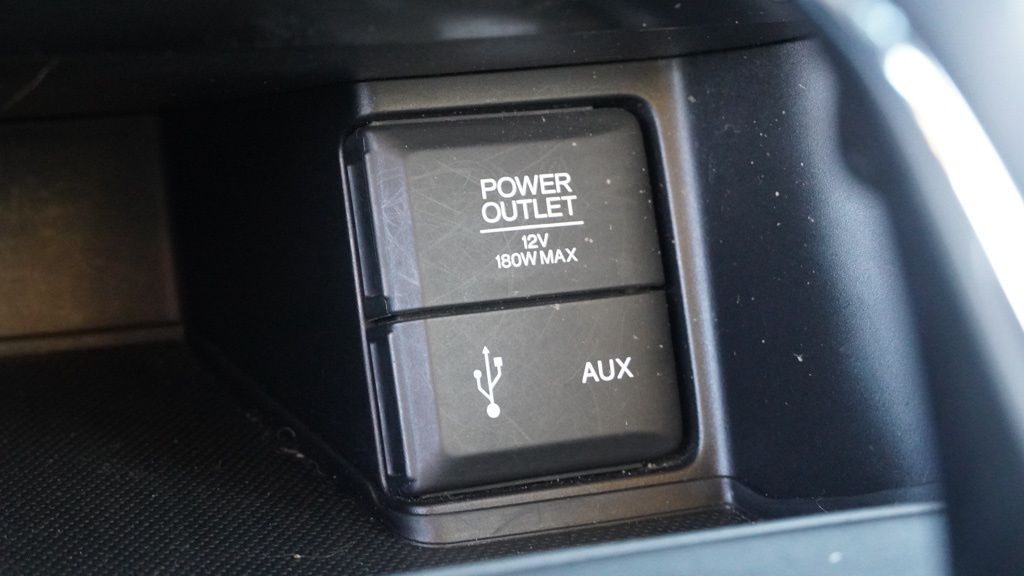 POWER
OUTLET
12V
180W MAX
AUX